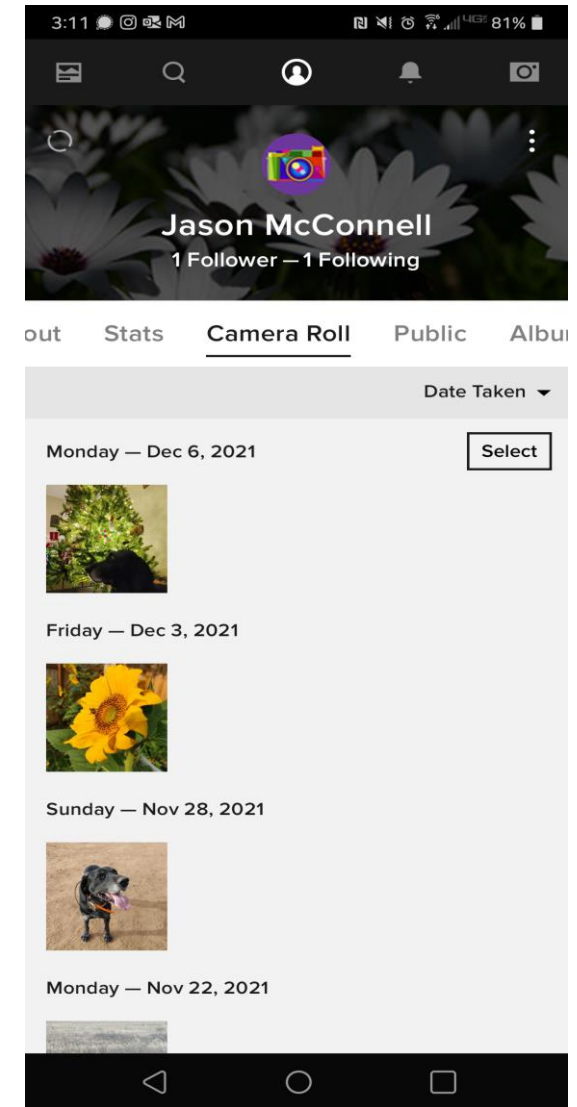 3:11
4G 81%
Jason McConnell
1 Follower — 1 Following
out Stats Camera Roll Public Albu
Date Taken
Monday — Dec 6, 2021
Select
Friday — Dec 3, 2021
Sunday — Nov 28, 2021
Monday — Nov 22, 2021